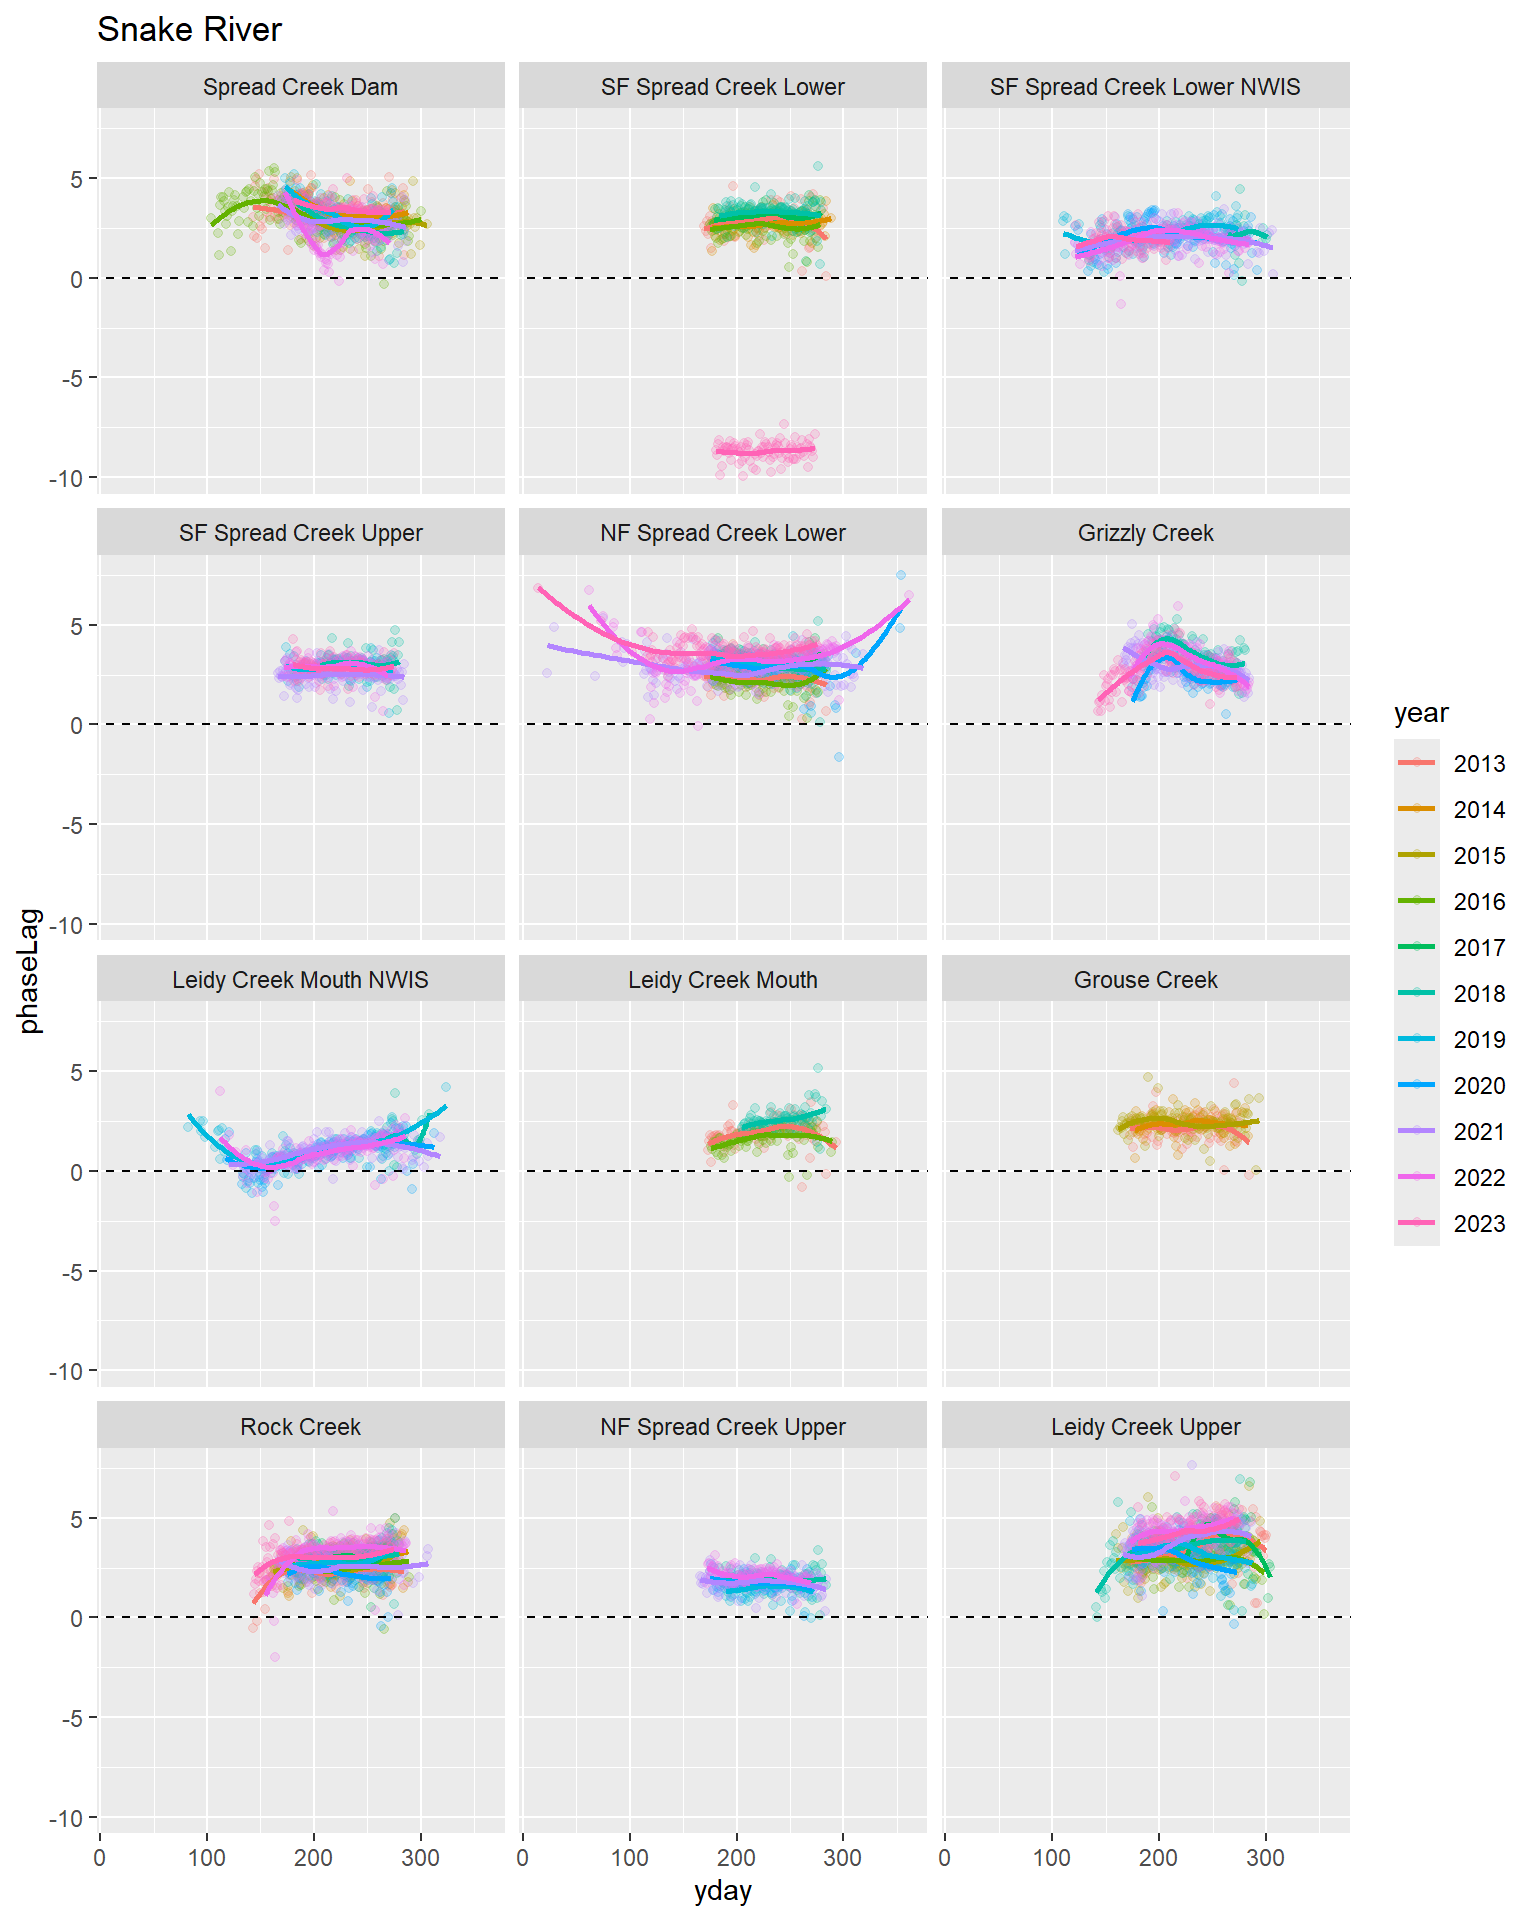 Snake River
Spread Creek Dam
SF Spread Creek Lower
SF Spread Creek Lower NWIS
5
0
-5
-10
SF Spread Creek Upper
NF Spread Creek Lower
Grizzly Creek
5
0
-5
-10
Leidy Creek Mouth NWIS
Leidy Creek Mouth
Grouse Creek
5
0
-5
-10
Rock Creek
NF Spread Creek Upper
Leidy Creek Upper
5
0
-5
-10
0 100 200 300
0 100 200 300
0 100 200 300
yday
phaseLag
year
2013
2014
2015
2016
2017
2018
2019
2020
2021
2022
2023